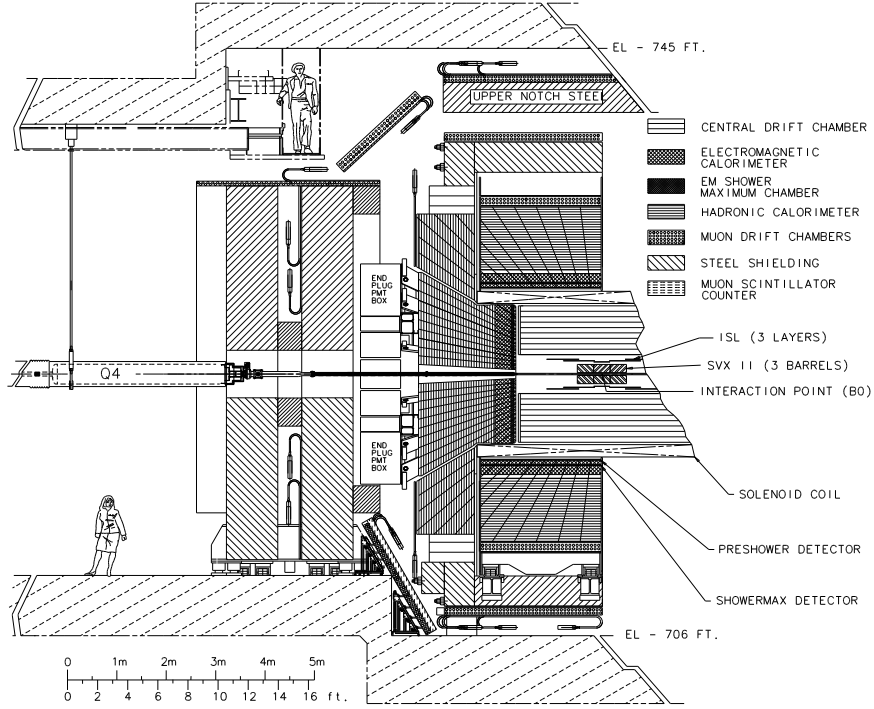 EL - 745 FT.
UPPER NOTCH STEEL
CENTRAL DRIFT CHAMBER
ELECTROMAGNETIC
CALORIMETER
EM SHOWER
MAXIMUM CHAMBER
HADRONIC CALORIMETER
MUON DRIFT CHAMBERS
STEEL SHIELDING
MUON SCINTILLATOR
COUNTER
END
PLUG
PMT
BOX
ISL (3 LAYERS)
SVX II (3 BARRELS)
INTERACTION POINT (B0)
Q4
END
PLUG
PMT
BOX
SOLENOID COIL
PRESHOWER DETECTOR
SHOWERMAX DETECTOR
EL - 706 FT.
0 1m 2m 3m 4m 5m
0 2 4 6 8 10 12 14 16 ft.